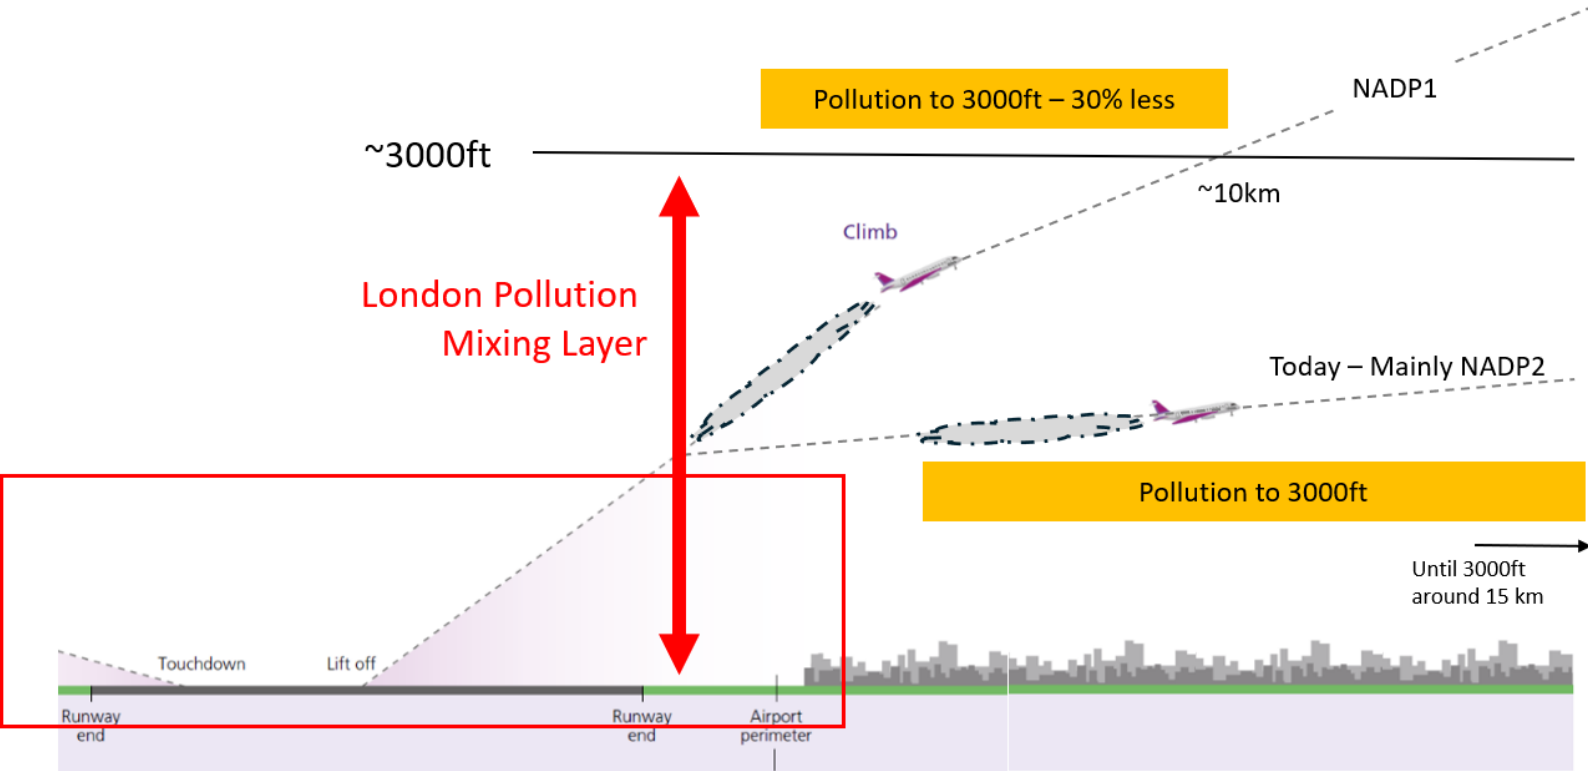 NADP1
Pollution to 3000ft – 30% less
~3000ft
~10km
Climb
London Pollution
Mixing Layer
Today – Mainly NADP2
Pollution to 3000ft
Until 3000ft
around 15 km
Touchdown
Lift off
Runway
end
Runway
end
Airport
perimeter